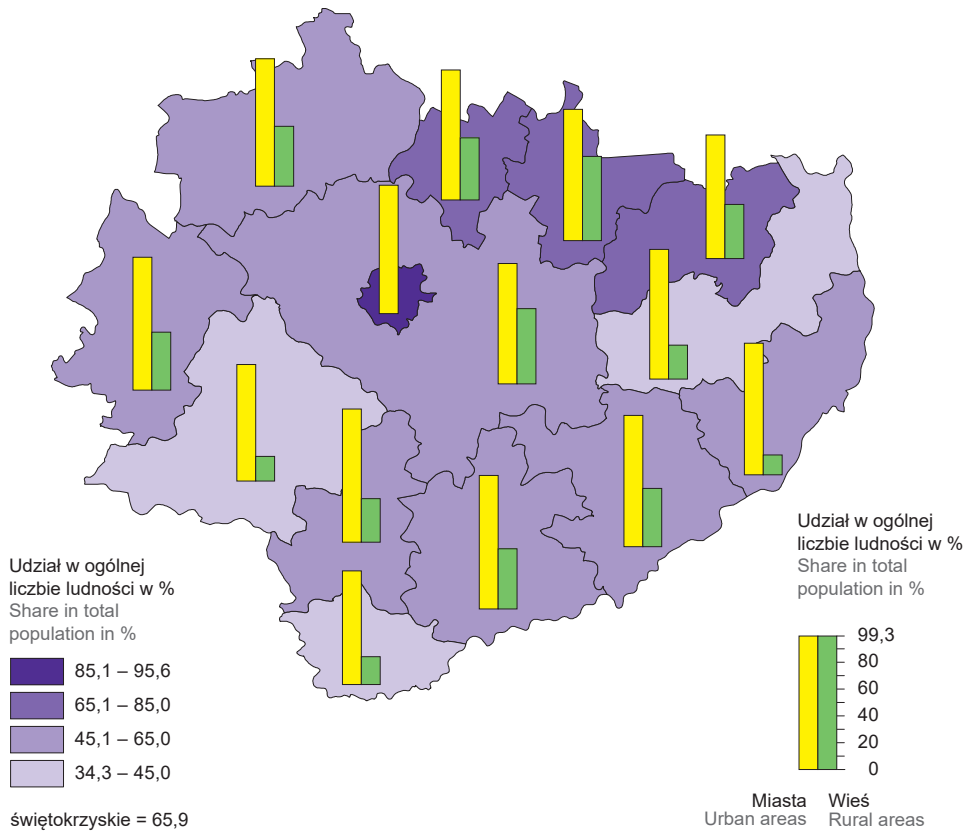 Udział w ogólnej
liczbie ludności w %
Share in total
population in %
85,1 – 95,6
65,1 – 85,0
45,1 – 65,0
34,3 – 45,0
świętokrzyskie = 65,9
Udział w ogólnej
liczbie ludności w %
Share in total
population in %
99,3
80
60
40
20
0
Miasta Wieś
Urban areas Rural areas